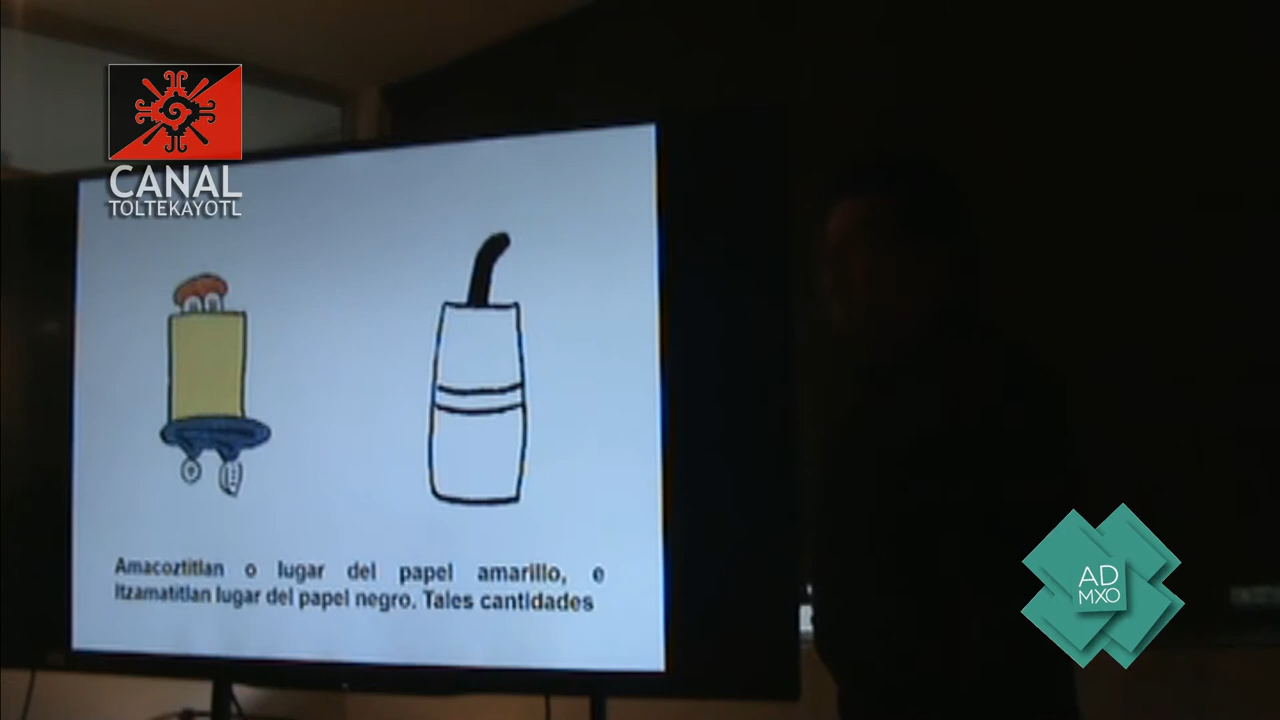 CANAL
TOLTEKAYOTL
Amacoztitlan o lugar del papel amarillo, e
Itzamatitlan lugar del papel negro. Tales cantidades
AD
MXO